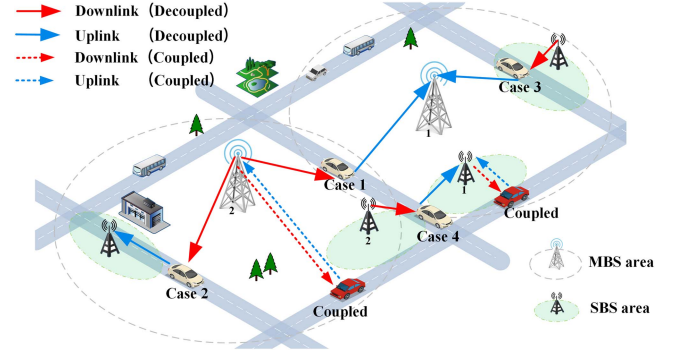 Downlink (Decoupled)
Uplink (Decoupled)
Downlink (Coupled)
Uplink (Coupled)
Case 3
1
Case 1
1
2
Coupled
2
Case 4
Case 2
Coupled
MBS area
SBS area